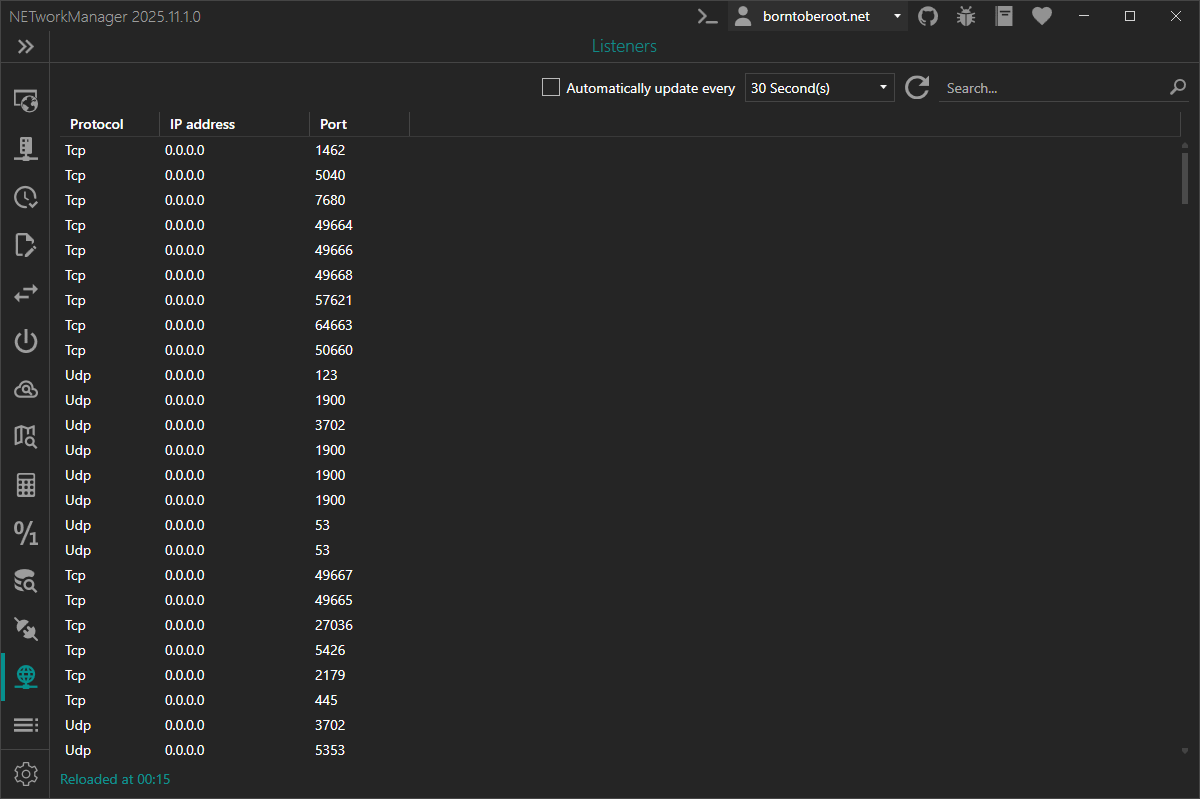 NETworkManager 2025.11.1.0 borntoberoot.net
Listeners
Automatically update every 30 Second(s) Search...
Protocol IP address Port
Tcp 0.0.0.0 1462
Tcp 0.0.0.0 5040
Tcp 0.0.0.0 7680
Tcp 0.0.0.0 49664
Tcp 0.0.0.0 49666
Tcp 0.0.0.0 49668
Tcp 0.0.0.0 57621
Tcp 0.0.0.0 64663
Tcp 0.0.0.0 50660
Udp 0.0.0.0 123
Udp 0.0.0.0 1900
Udp 0.0.0.0 3702
Udp 0.0.0.0 1900
Udp 0.0.0.0 1900
Udp 0.0.0.0 1900
Udp 0.0.0.0 53
Udp 0.0.0.0 53
Tcp 0.0.0.0 49667
Tcp 0.0.0.0 49665
Tcp 0.0.0.0 27036
Tcp 0.0.0.0 5426
Tcp 0.0.0.0 2179
Tcp 0.0.0.0 445
Udp 0.0.0.0 3702
Udp 0.0.0.0 5353
0/1
Reloaded at 00:15